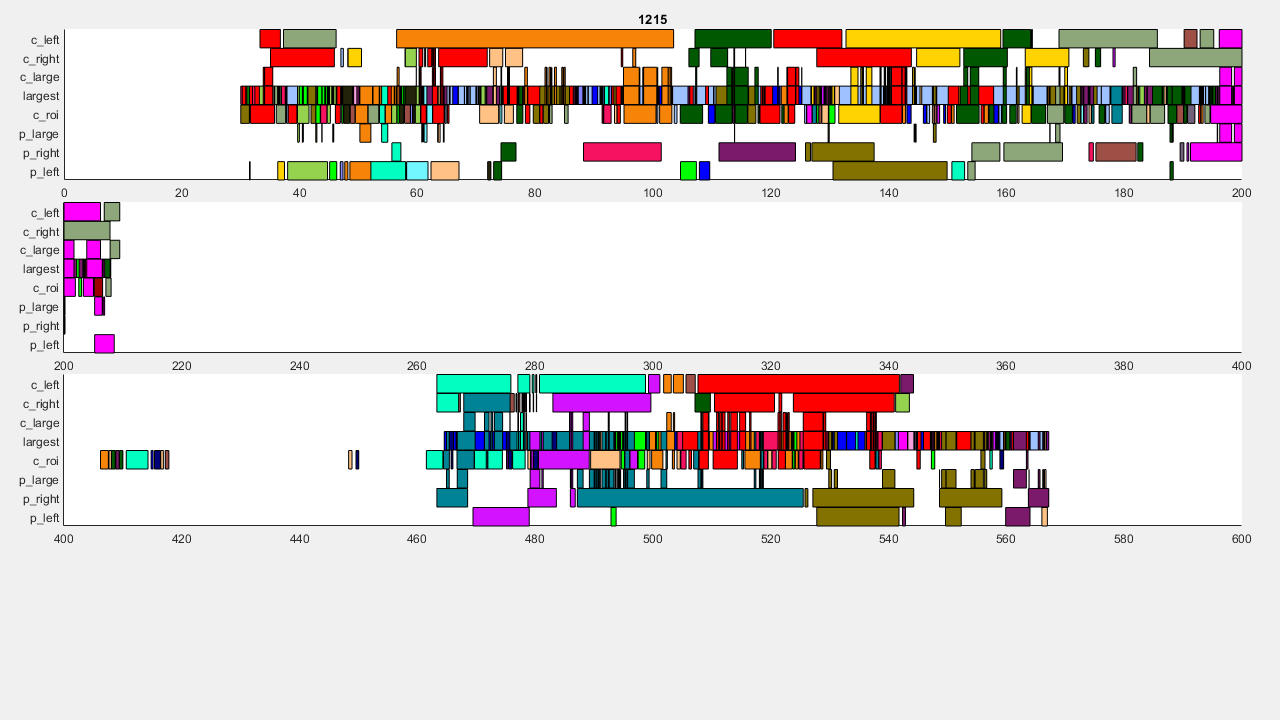 1215
c_left
c_right
c_large
largest
c_roi
p_large
p_right
p_left
0 20 40 60 80 100 120 140 160 180 200
c_left
c_right
c_large
largest
c_roi
p_large
p_right
p_left
200 220 240 260 280 300 320 340 360 380 400
c_left
c_right
c_large
largest
c_roi
p_large
p_right
p_left
400 420 440 460 480 500 520 540 560 580 600